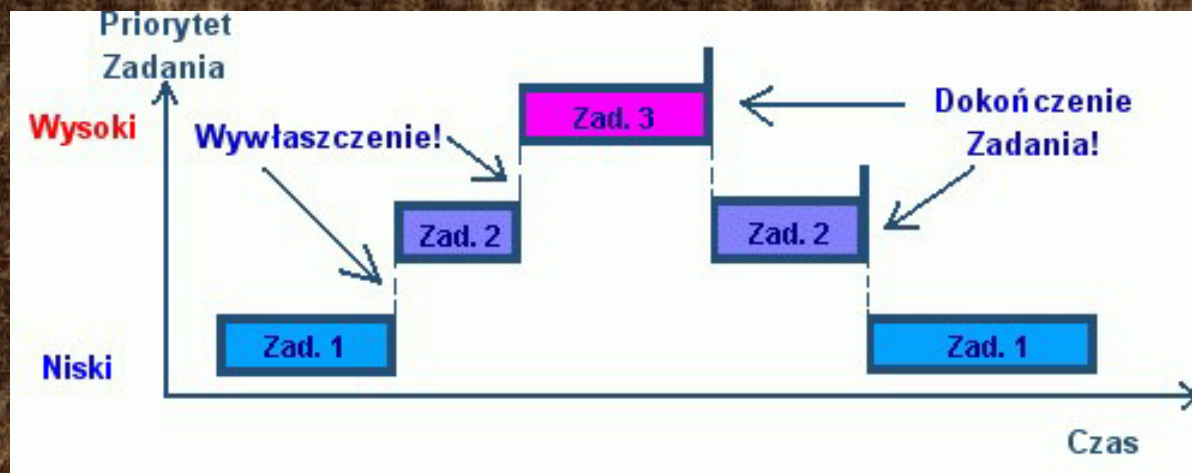 Priorytet
Zadania
Wysoki
Wywłaszczenie!
Zad. 3
Dokończenie
Zadania!
Zad. 2
Zad. 2
Zad. 1
Zad. 1
Niski
Czas